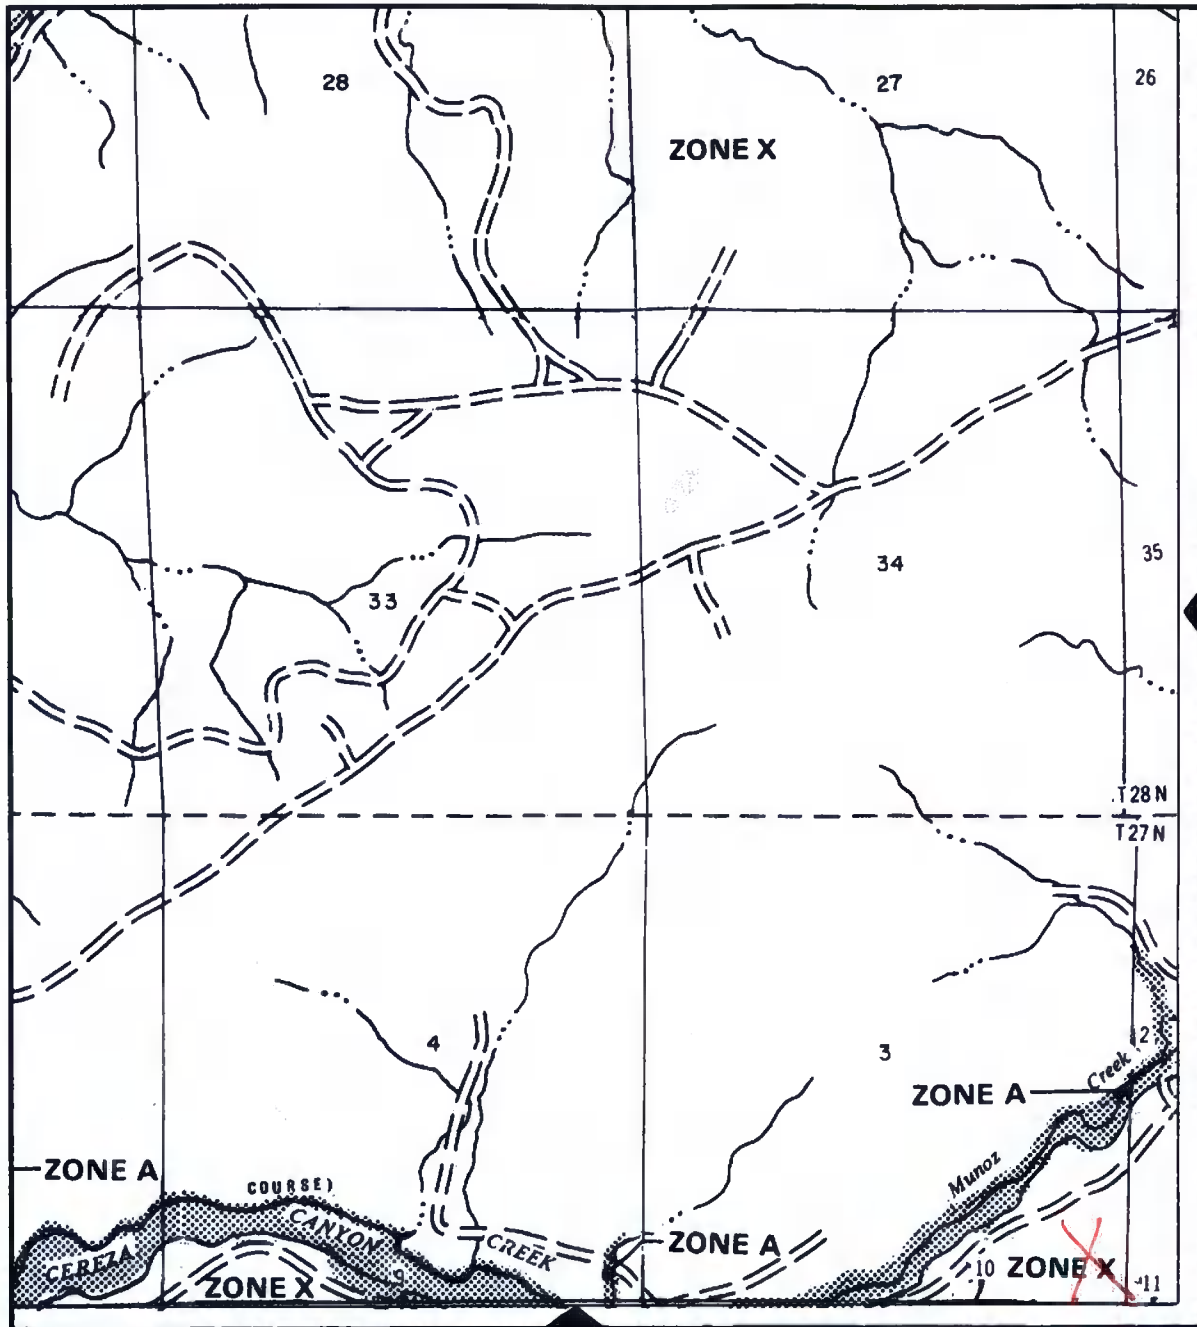 28
27
26
ZONE X
33
34
35
T28N
T27N
4
3
2
ZONE A
Creek
Munoz
ZONE A
COURSE)
CEREZA
CANYON
CREEK
ZONE A
9
ZONE X
10
ZONE X
11